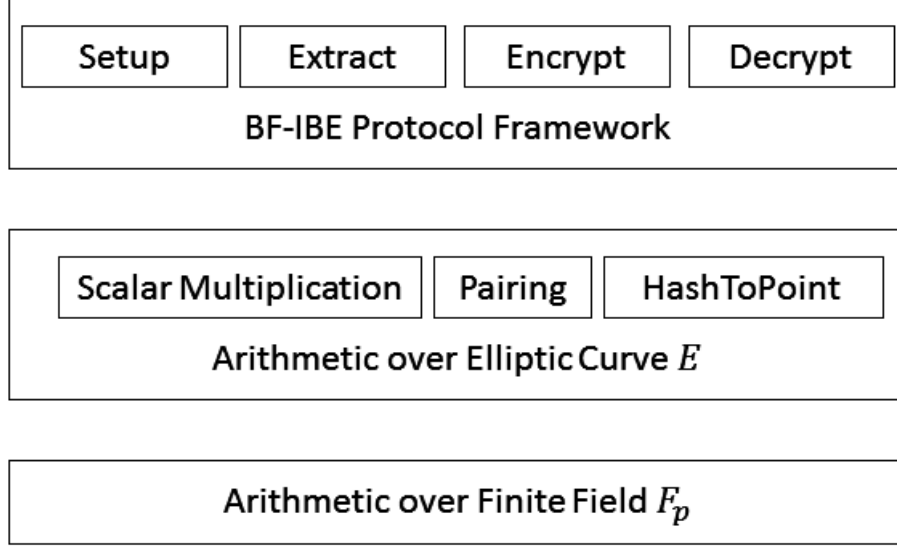 Setup Extract Encrypt Decrypt
BF-IBE Protocol Framework
Scalar Multiplication Pairing HashToPoint
Arithmetic over Elliptic Curve E
Arithmetic over Finite Field Fₚ